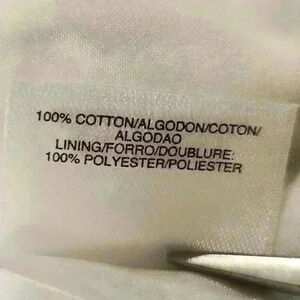 100% COTTON/ALGODON/COTON/
ALGODAO
LINING/FORRO/DOUBLURE:
100% POLYESTER/POLIESTER